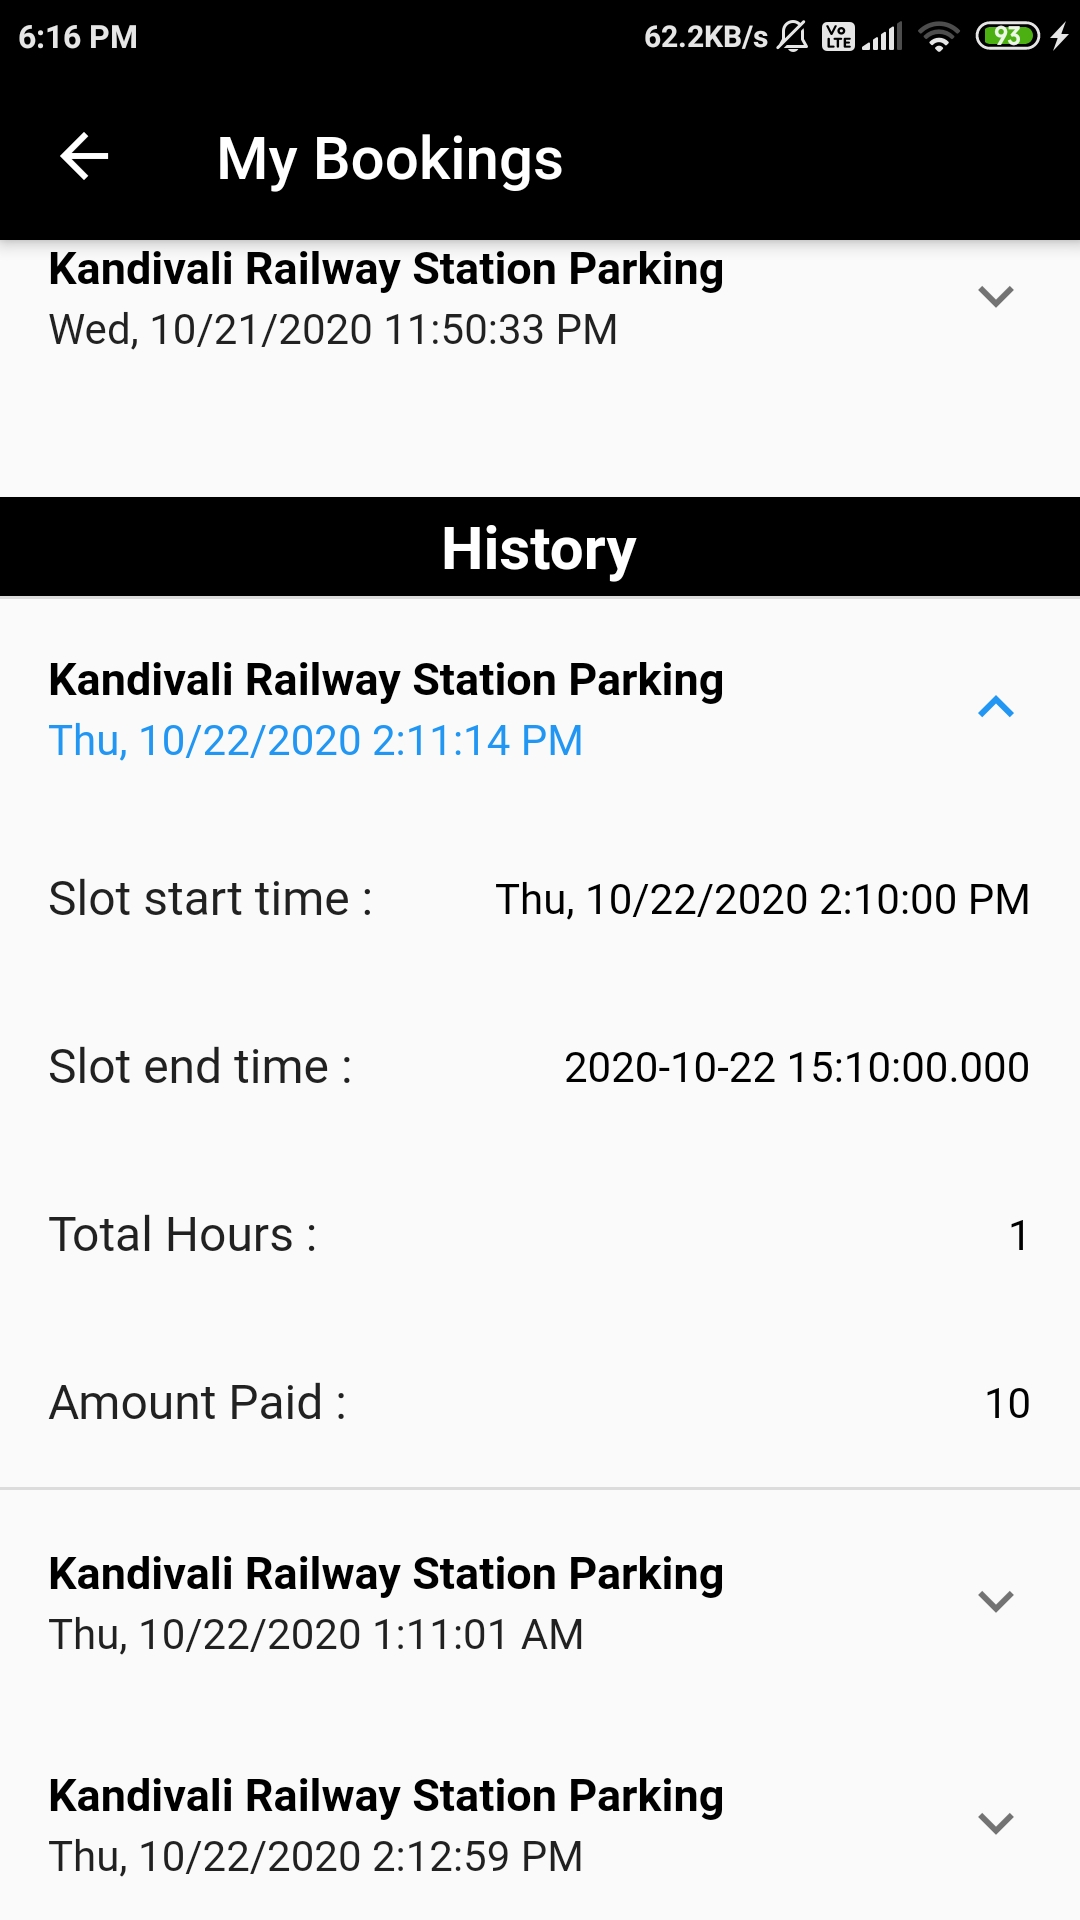 6:16 PM 62.2KB/s Vo LTE 93
My Bookings
Kandivali Railway Station Parking
Wed, 10/21/2020 11:50:33 PM
History
Kandivali Railway Station Parking
Thu, 10/22/2020 2:11:14 PM
Slot start time : Thu, 10/22/2020 2:10:00 PM
Slot end time : 2020-10-22 15:10:00.000
Total Hours : 1
Amount Paid : 10
Kandivali Railway Station Parking
Thu, 10/22/2020 1:11:01 AM
Kandivali Railway Station Parking
Thu, 10/22/2020 2:12:59 PM